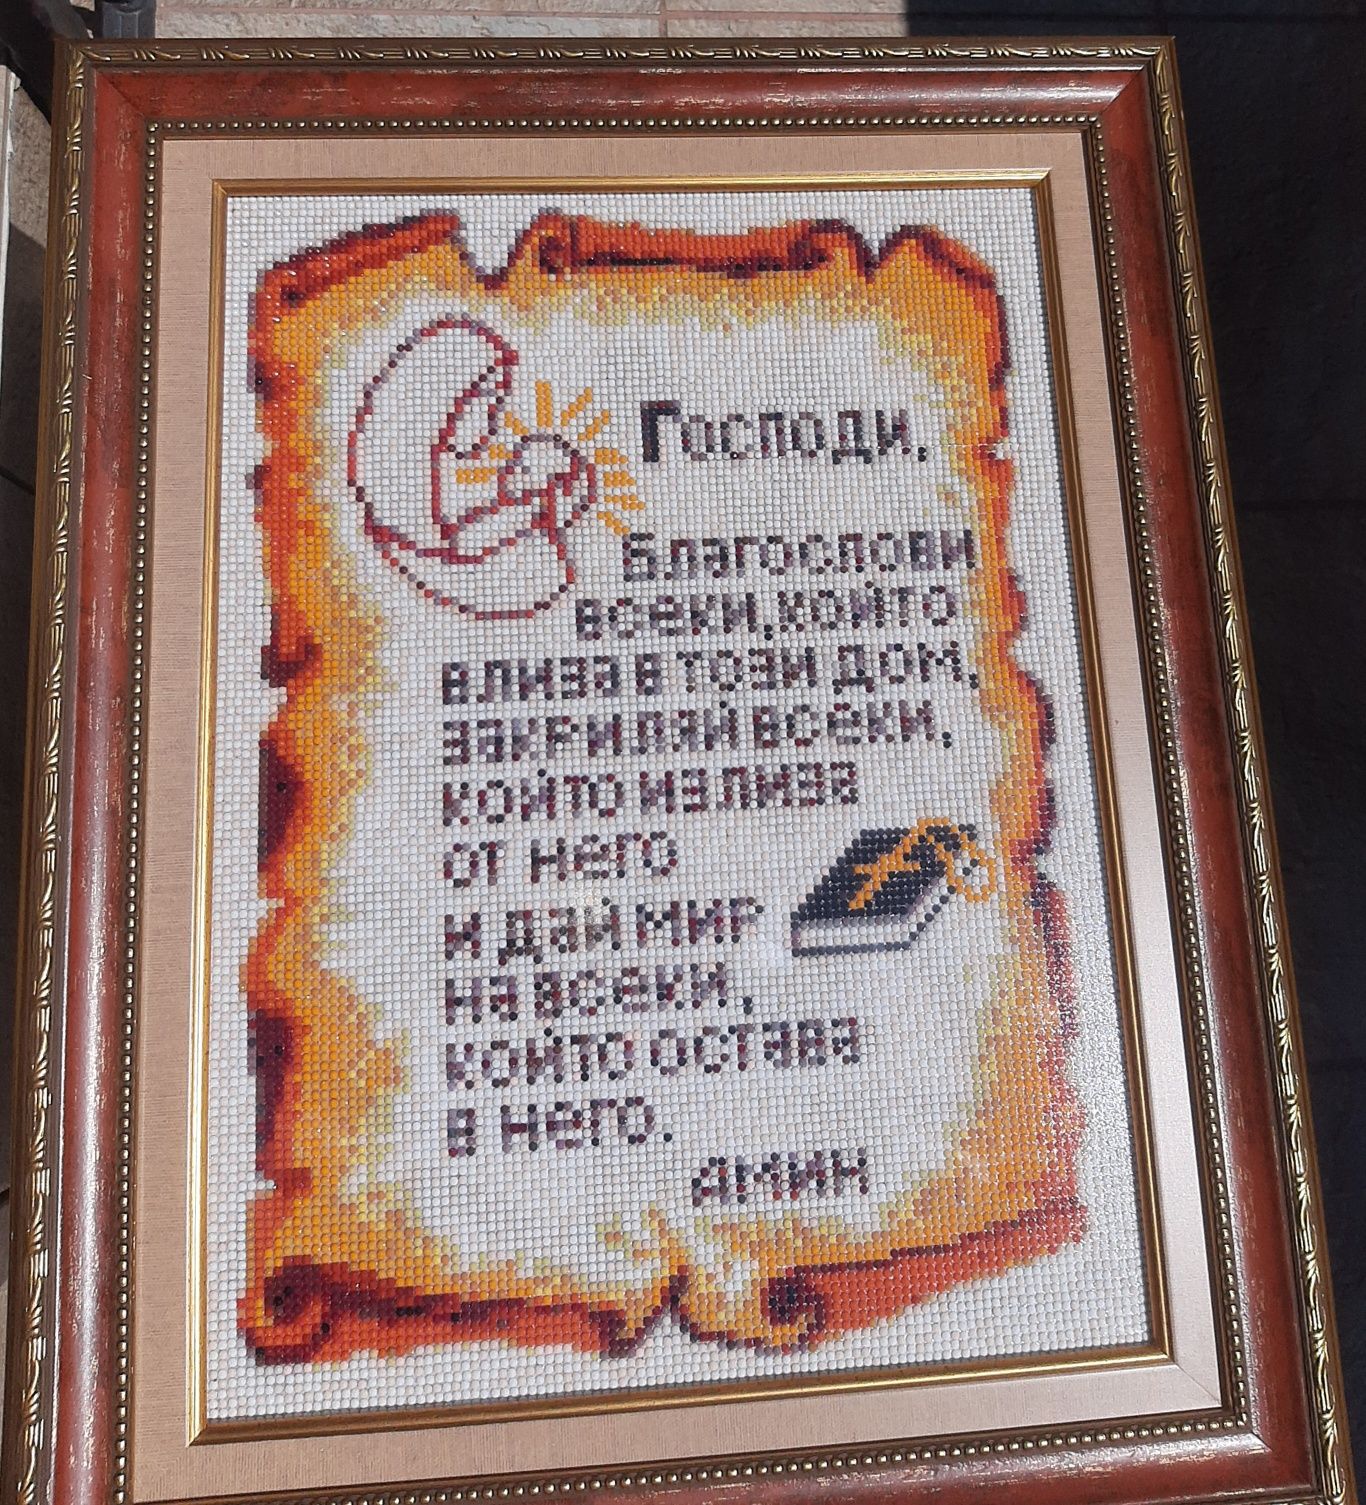 Господи,
Благослови
всеки, който
влиза в този дом,
закриляй всеки,
който излиза
от него
и дай мир
на всеки,
който остава
в него.
АМИН